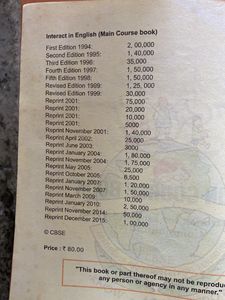 Interact in English (Main Course book)
First Edition 1994: 2, 00,000
Second Edition 1995: 1, 40,000
Third Edition 1996: 35,000
Fourth Edition 1997: 1, 50,000
Fifth Edition 1998: 1, 50,000
Revised Edition 1999: 1, 25, 000
Revised Edition 1999: 30,000
Reprint 2001: 75,000
Reprint 2001: 20,000
Reprint 2001: 10,000
Reprint 2001: 5000
Reprint November 2001: 1, 40,000
Reprint April 2002: 25,000
Reprint June 2003: 3000
Reprint January 2004: 1, 80,000
Reprint November 2004: 1, 75,000
Reprint May 2005: 25,000
Reprint October 2005: 8,500
Reprint January 2007: 1, 20,000
Reprint November 2007: 1, 50,000
Reprint March 2009: 10,000
Reprint January 2010: 2, 50,000
Reprint November 2014: 50,000
Reprint December 2015: 1, 00,000
© CBSE
Price : ₹ 80.00
"This book or part thereof may not be reprodu
any person or agency in any manner."